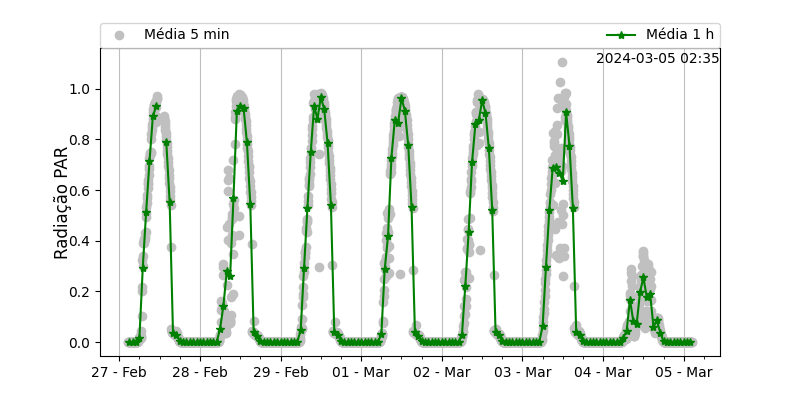 Média 5 min
Média 1 h
2024-03-05 02:35
Radiação PAR
1.0
0.8
0.6
0.4
0.2
0.0
27 - Feb
28 - Feb
29 - Feb
01 - Mar
02 - Mar
03 - Mar
04 - Mar
05 - Mar